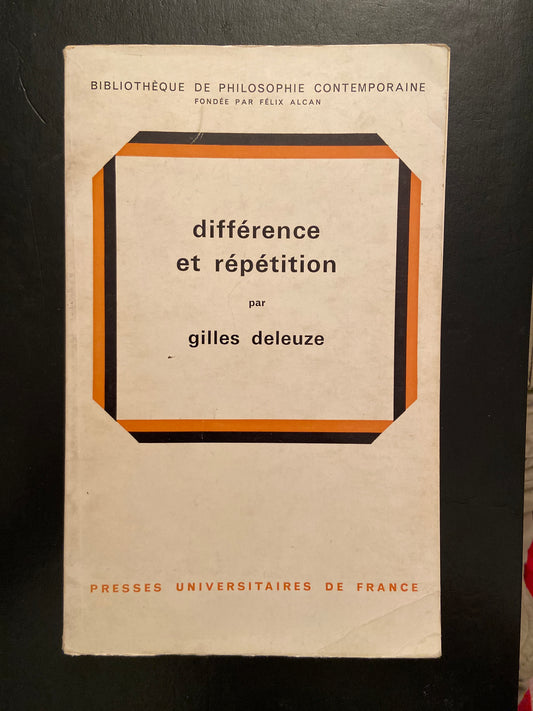 BIBLIOTHÈQUE DE PHILOSOPHIE CONTEMPORAINE
FONDÉE PAR FÉLIX ALCAN
différence
et répétition
par
gilles deleuze
PRESSES UNIVERSITAIRES DE FRANCE